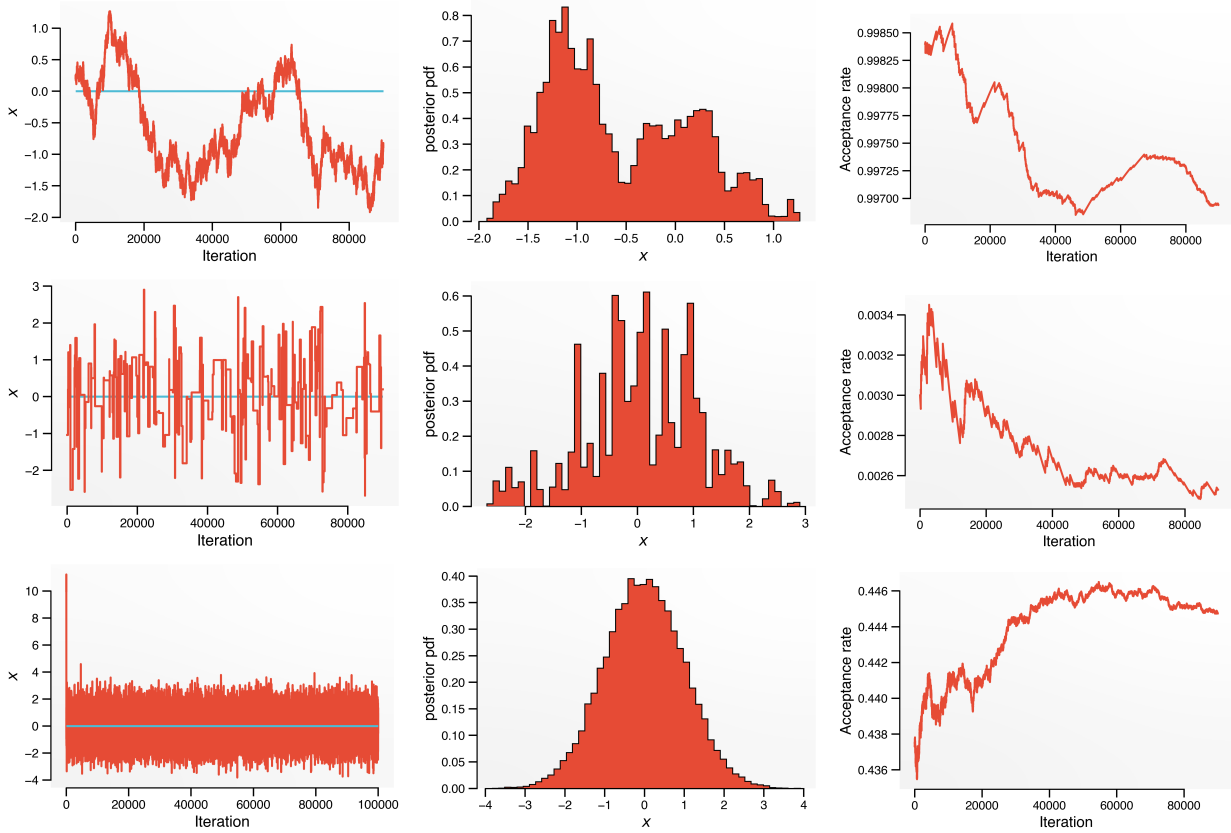 1.0
0.5
0.0
−0.5
−1.0
−1.5
−2.0
x
0 20000 40000 60000 80000
Iteration
0.8
0.7
0.6
0.5
0.4
0.3
0.2
0.1
0.0
posterior pdf
−2.0 −1.5 −1.0 −0.5 0.0 0.5 1.0
x
0.99850
0.99825
0.99800
0.99775
0.99750
0.99725
0.99700
Acceptance rate
0 20000 40000 60000 80000
Iteration
3
2
1
0
−1
−2
x
0 20000 40000 60000 80000
Iteration
0.6
0.5
0.4
0.3
0.2
0.1
0.0
posterior pdf
−2 −1 0 1 2 3
x
0.0034
0.0032
0.0030
0.0028
0.0026
Acceptance rate
0 20000 40000 60000 80000
Iteration
10
8
6
4
2
0
−2
−4
x
0 20000 40000 60000 80000 100000
Iteration
0.40
0.35
0.30
0.25
0.20
0.15
0.10
0.05
0.00
posterior pdf
−4 −3 −2 −1 0 1 2 3 4
x
0.446
0.444
0.442
0.440
0.438
0.436
Acceptance rate
0 20000 40000 60000 80000
Iteration